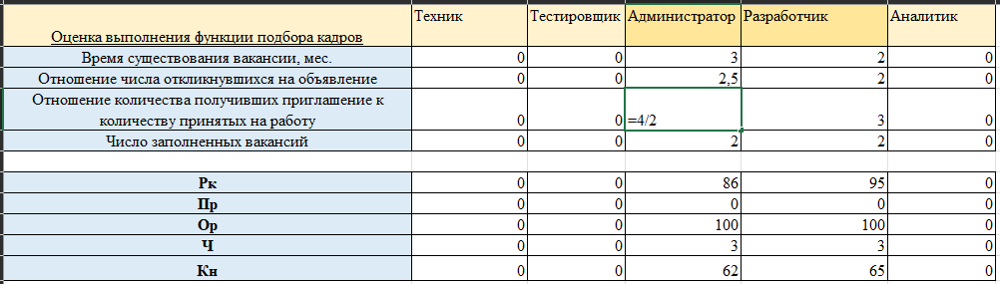 Оценка выполнения функции подбора кадров Техник Тестировщик Администратор Разработчик Аналитик
Время существования вакансии, мес. 0 0 3 2 0
Отношение числа откликнувшихся на объявление 0 0 2,5 2 0
Отношение количества получивших приглашение к
количеству принятых на работу 0 0 =4/2 3 0
Число заполненных вакансий 0 0 2 2 0
Рк 0 0 86 95 0
Пр 0 0 0 0 0
Ор 0 0 100 100 0
Ч 0 0 3 3 0
Кн 0 0 62 65 0